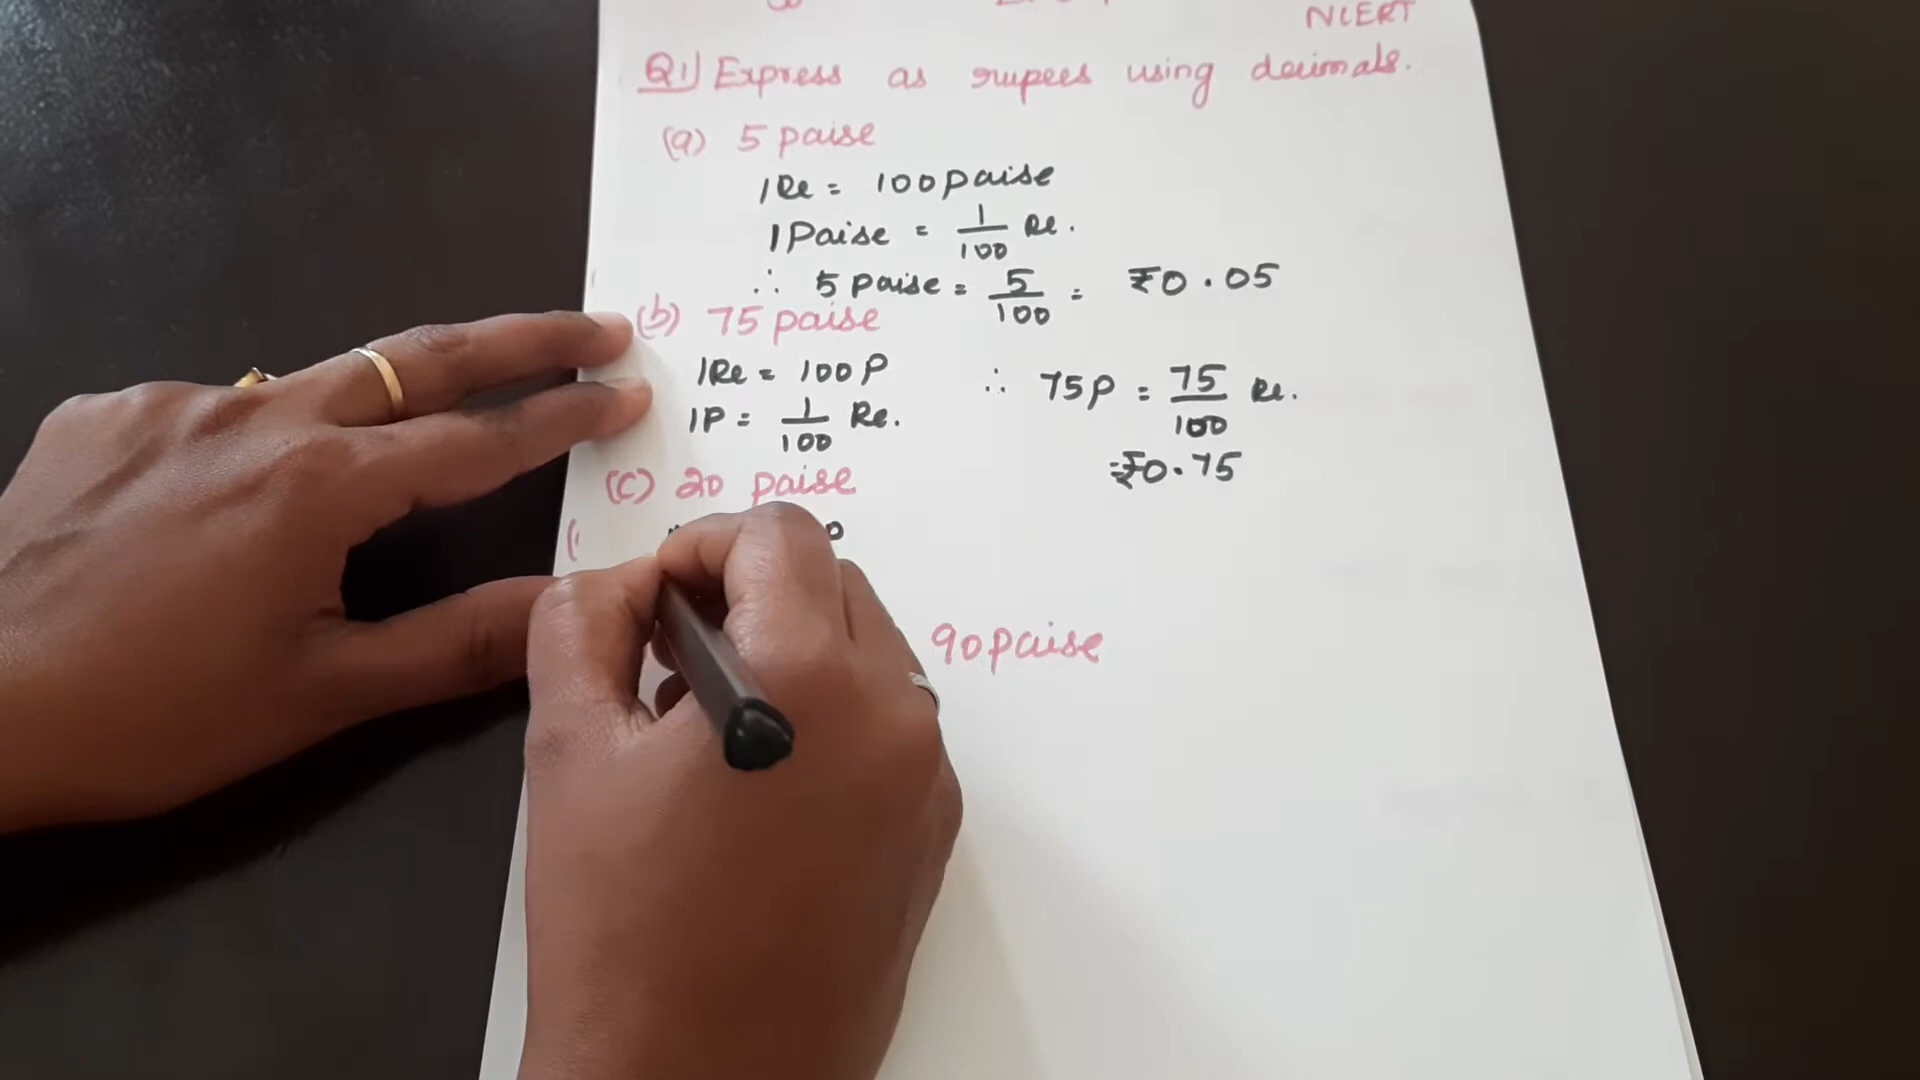 NCERT
Q1) Express as rupees using decimals.
(a) 5 paise
1Re = 100paise
1Paise = 1/100 Re.
∴ 5 paise = 5/100 = ₹0.05
(b) 75 paise
1Re = 100P
1P = 1/100 Re.
∴ 75P = 75/100 Re.
=₹0.75
(c) 20 paise
90paise